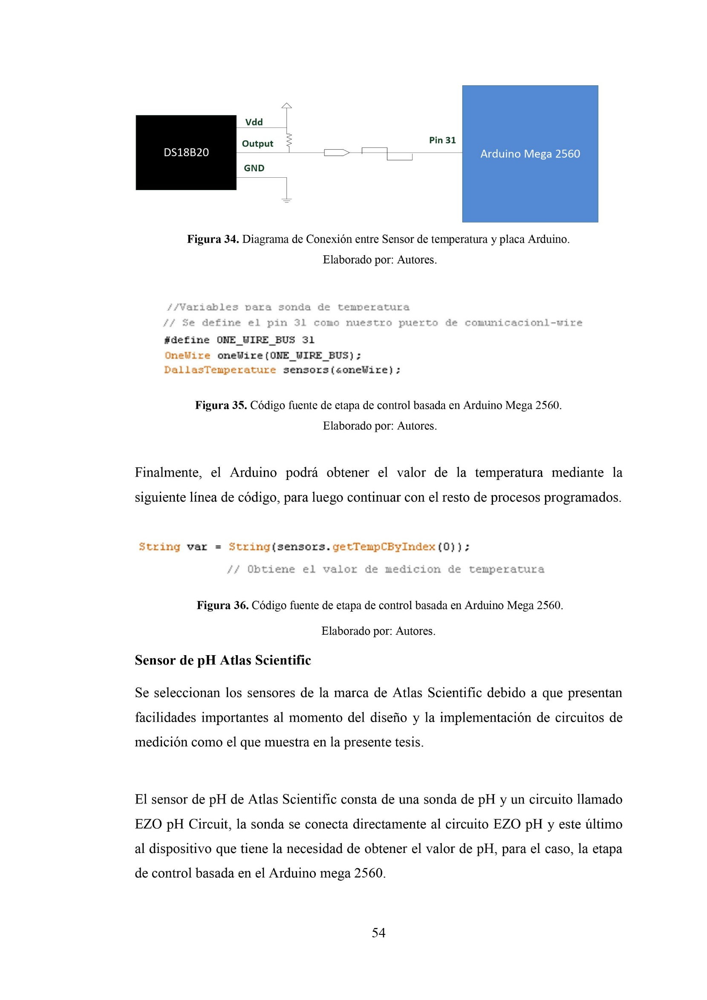 Vdd
Output
GND
DS18B20
Pin 31
Arduino Mega 2560
Figura 34. Diagrama de Conexión entre Sensor de temperatura y placa Arduino.
Elaborado por: Autores.
//Variables para sonda de temperatura
// Se define el pin 31 como nuestro puerto de comunicacion1-wire
#define ONE_WIRE_BUS 31
OneWire oneWire(ONE_WIRE_BUS);
DallasTemperature sensors(&oneWire);
Figura 35. Código fuente de etapa de control basada en Arduino Mega 2560.
Elaborado por: Autores.
Finalmente, el Arduino podrá obtener el valor de la temperatura mediante la
siguiente línea de código, para luego continuar con el resto de procesos programados.
String var = String(sensors.getTempCByIndex(0));
// Obtiene el valor de medicion de temperatura
Figura 36. Código fuente de etapa de control basada en Arduino Mega 2560.
Elaborado por: Autores.
Sensor de pH Atlas Scientific
Se seleccionan los sensores de la marca de Atlas Scientific debido a que presentan
facilidades importantes al momento del diseño y la implementación de circuitos de
medición como el que muestra en la presente tesis.
El sensor de pH de Atlas Scientific consta de una sonda de pH y un circuito llamado
EZO pH Circuit, la sonda se conecta directamente al circuito EZO pH y este último
al dispositivo que tiene la necesidad de obtener el valor de pH, para el caso, la etapa
de control basada en el Arduino mega 2560.
54